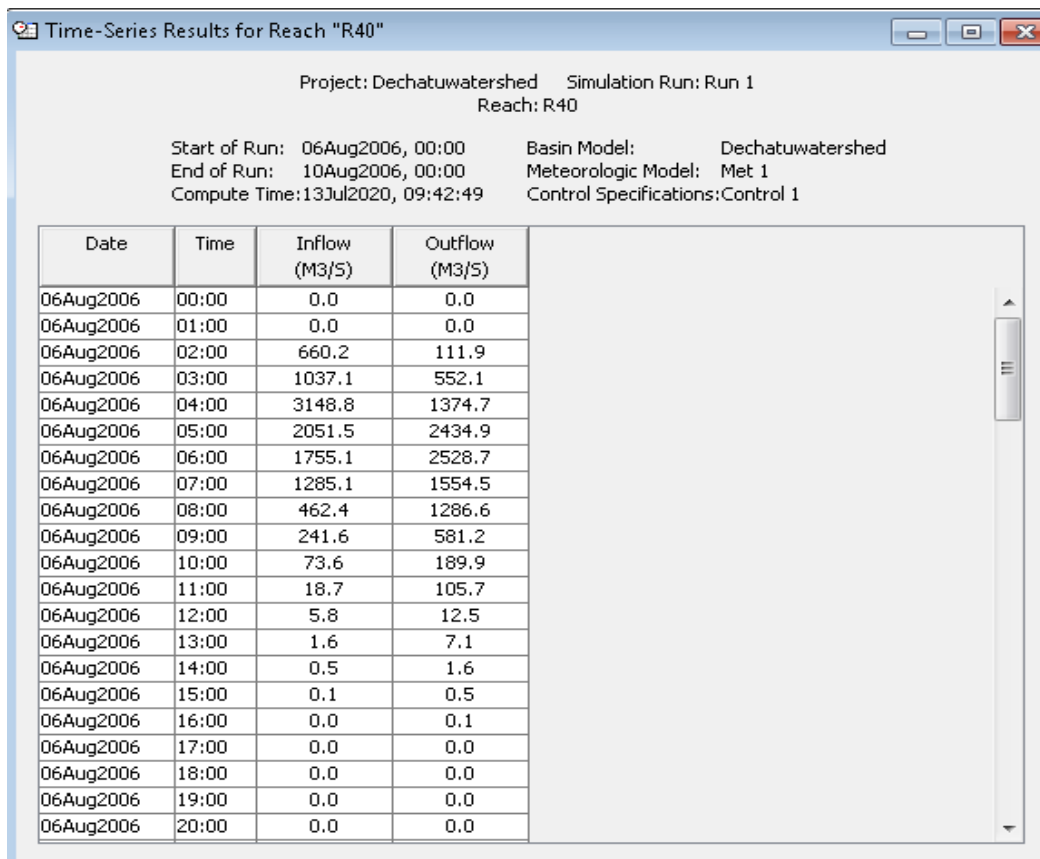 Time-Series Results for Reach "R40"
Project: Dechatuwatershed Simulation Run: Run 1
Reach: R40
Start of Run: 06Aug2006, 00:00 Basin Model: Dechatuwatershed
End of Run: 10Aug2006, 00:00 Meteorologic Model: Met 1
Compute Time:13Jul2020, 09:42:49 Control Specifications:Control 1
Date Time Inflow Outflow
(M3/S) (M3/S)
06Aug2006 00:00 0.0 0.0
06Aug2006 01:00 0.0 0.0
06Aug2006 02:00 660.2 111.9
06Aug2006 03:00 1037.1 552.1
06Aug2006 04:00 3148.8 1374.7
06Aug2006 05:00 2051.5 2434.9
06Aug2006 06:00 1755.1 2528.7
06Aug2006 07:00 1285.1 1554.5
06Aug2006 08:00 462.4 1286.6
06Aug2006 09:00 241.6 581.2
06Aug2006 10:00 73.6 189.9
06Aug2006 11:00 18.7 105.7
06Aug2006 12:00 5.8 12.5
06Aug2006 13:00 1.6 7.1
06Aug2006 14:00 0.5 1.6
06Aug2006 15:00 0.1 0.5
06Aug2006 16:00 0.0 0.1
06Aug2006 17:00 0.0 0.0
06Aug2006 18:00 0.0 0.0
06Aug2006 19:00 0.0 0.0
06Aug2006 20:00 0.0 0.0